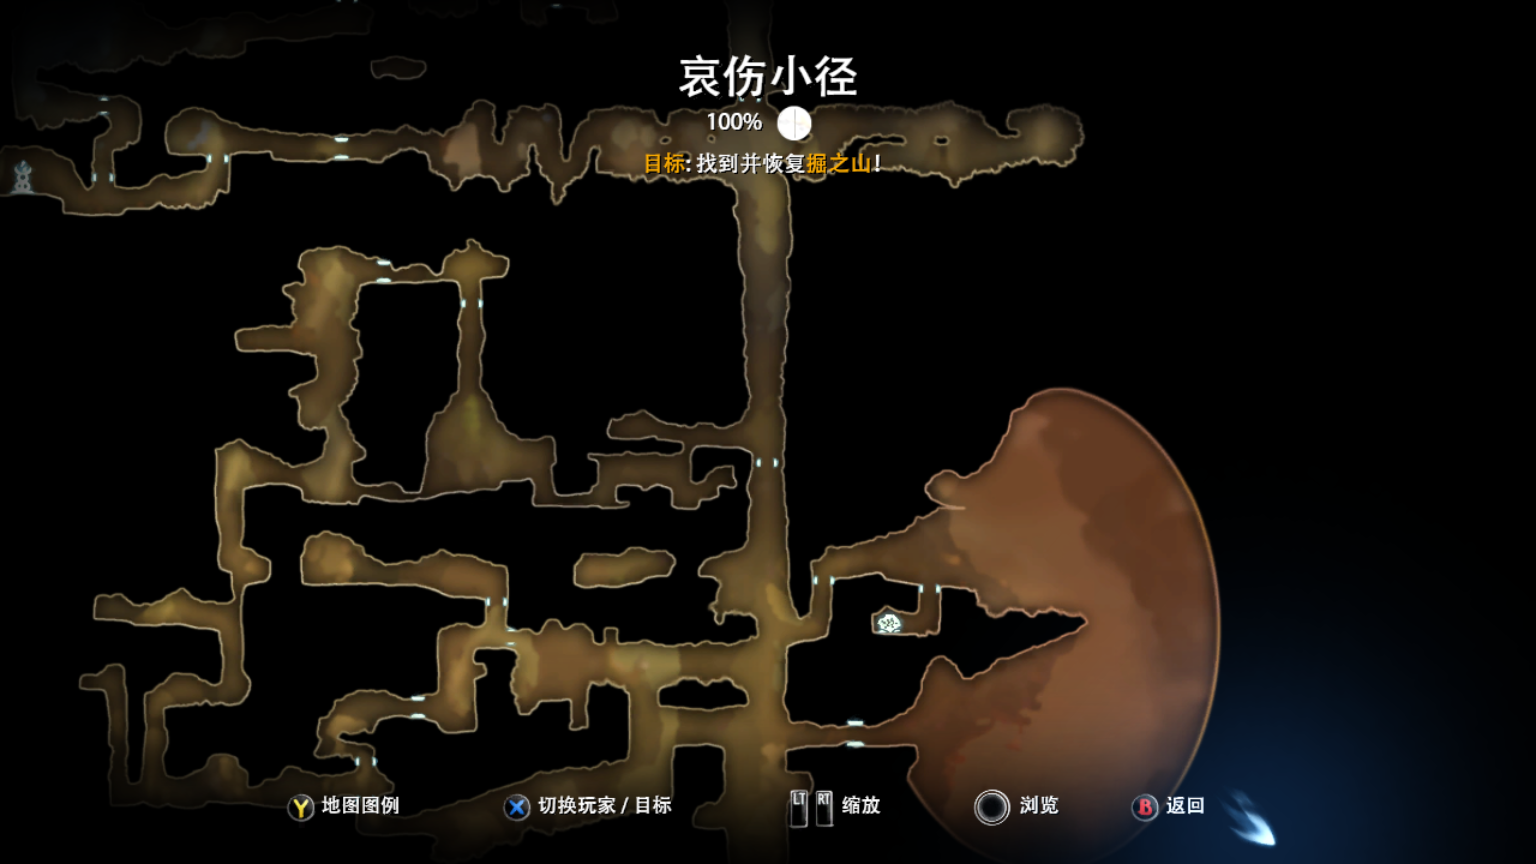 哀伤小径
100%
目标: 找到并恢复掘之山!
Y 地图图例
X 切换玩家 / 目标
LT RT 缩放
浏览
B 返回